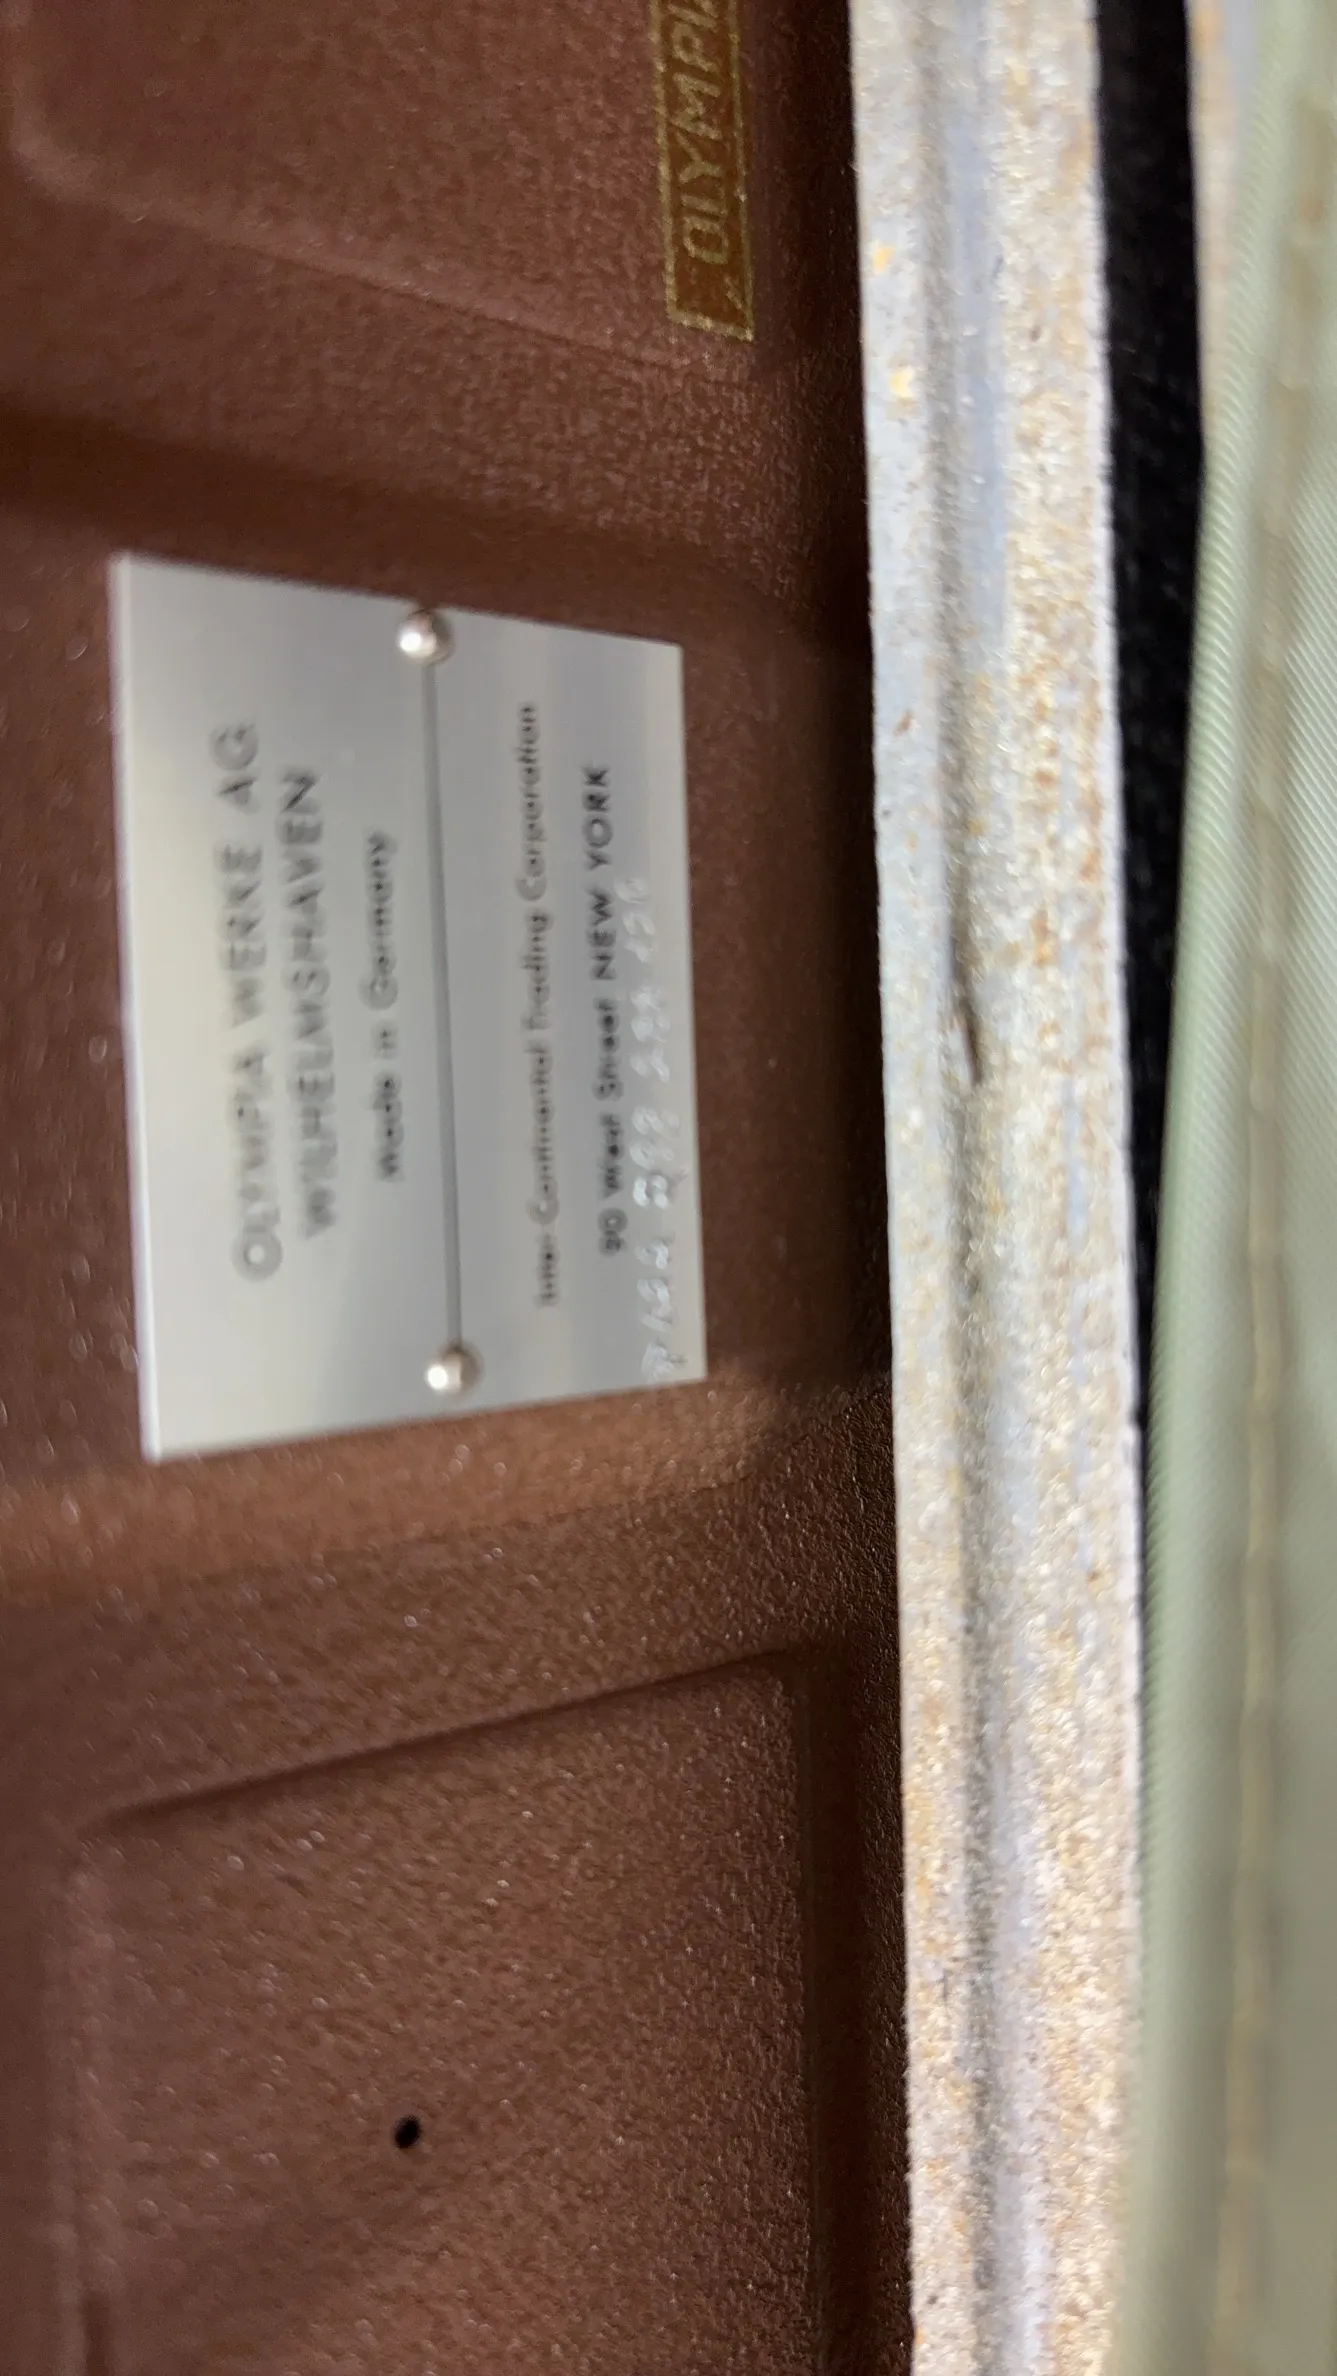 OLYMPIA
OLYMPIA WERKE AG
WILHELMSHAVEN
Made in Germany
Inter-Continental Trading Corporation
90 West Street NEW YORK